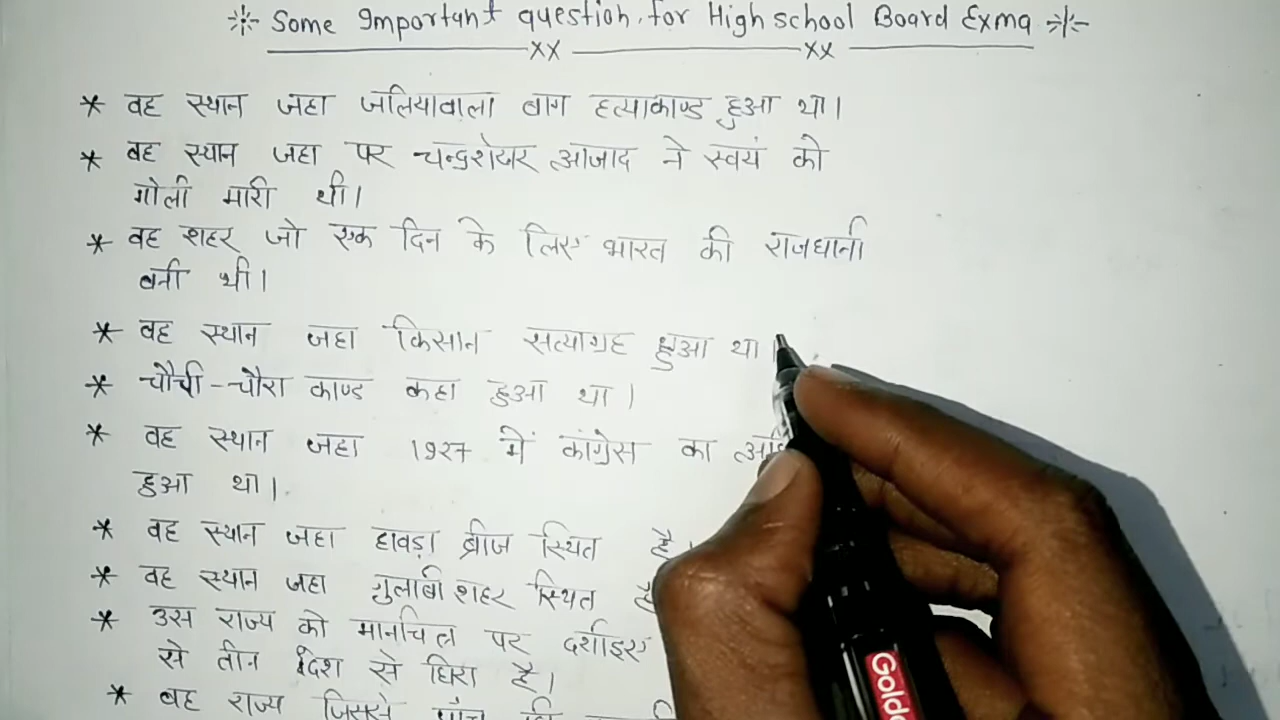 Some Important question for High school Board Exma
xx xx
* वह स्थान जहा जलियावाला बाग हत्याकाण्ड हुआ था।
* वह स्थान जहा पर चन्द्रशेखर आजाद ने स्वयं को
गोली मारी थी।
* वह शहर जो एक दिन के लिए भारत की राजधानी
बनी थी।
* वह स्थान जहा किसान सत्याग्रह हुआ था।
* चौची-चौरा काण्ड कहा हुआ था।
* वह स्थान जहा 1927 में कांग्रेस का
हुआ था।
* वह स्थान जहा हावड़ा ब्रीज स्थित है।
* वह स्थान जहा गुलाबी शहर स्थित है
* उस राज्य को मानचित्र पर दर्शाइए
से तीन दिश से घिरा है।
* वह राज्य जिससे पाँच की
Golde